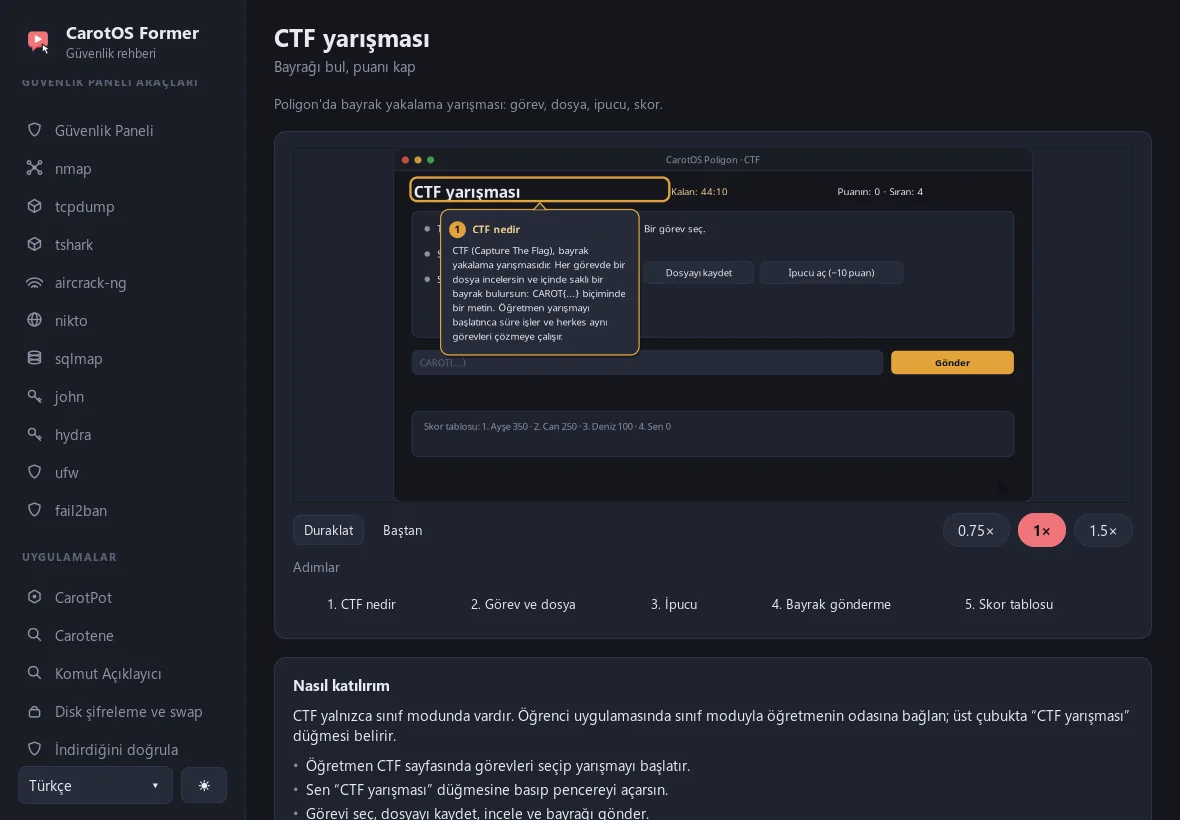 CarotOS Former
Güvenlik rehberi
GÜVENLİK PANELİ ARAÇLARI
Güvenlik Paneli
nmap
tcpdump
tshark
aircrack-ng
nikto
sqlmap
john
hydra
ufw
fail2ban
UYGULAMALAR
CarotPot
Carotene
Komut Açıklayıcı
Disk şifreleme ve swap
İndirdiğini doğrula
Türkçe
CTF yarışması
Bayrağı bul, puanı kap
Poligon'da bayrak yakalama yarışması: görev, dosya, ipucu, skor.
CarotOS Poligon · CTF
CTF yarışması
Kalan: 44:10
Puanın: 0 · Sıran: 4
1 CTF nedir
CTF (Capture The Flag), bayrak
yakalama yarışmasıdır. Her görevde bir
dosya incelersin ve içinde saklı bir
bayrak bulursun: CAROT{...} biçiminde
bir metin. Öğretmen yarışmayı
başlatınca süre işler ve herkes aynı
görevleri çözmeye çalışır.
Bir görev seç.
Dosyayı kaydet
İpucu aç (−10 puan)
CAROT{...}
Gönder
Skor tablosu: 1. Ayşe 350 · 2. Can 250 · 3. Deniz 100 · 4. Sen 0
Duraklat
Baştan
0.75×
1×
1.5×
Adımlar
1. CTF nedir
2. Görev ve dosya
3. İpucu
4. Bayrak gönderme
5. Skor tablosu
Nasıl katılırım
CTF yalnızca sınıf modunda vardır. Öğrenci uygulamasında sınıf moduyla öğretmenin odasına bağlan; üst çubukta “CTF yarışması”
düğmesi belirir.
• Öğretmen CTF sayfasında görevleri seçip yarışmayı başlatır.
• Sen “CTF yarışması” düğmesine basıp pencereyi açarsın.
• Görevi seç, dosyayı kaydet, incele ve bayrağı gönder.